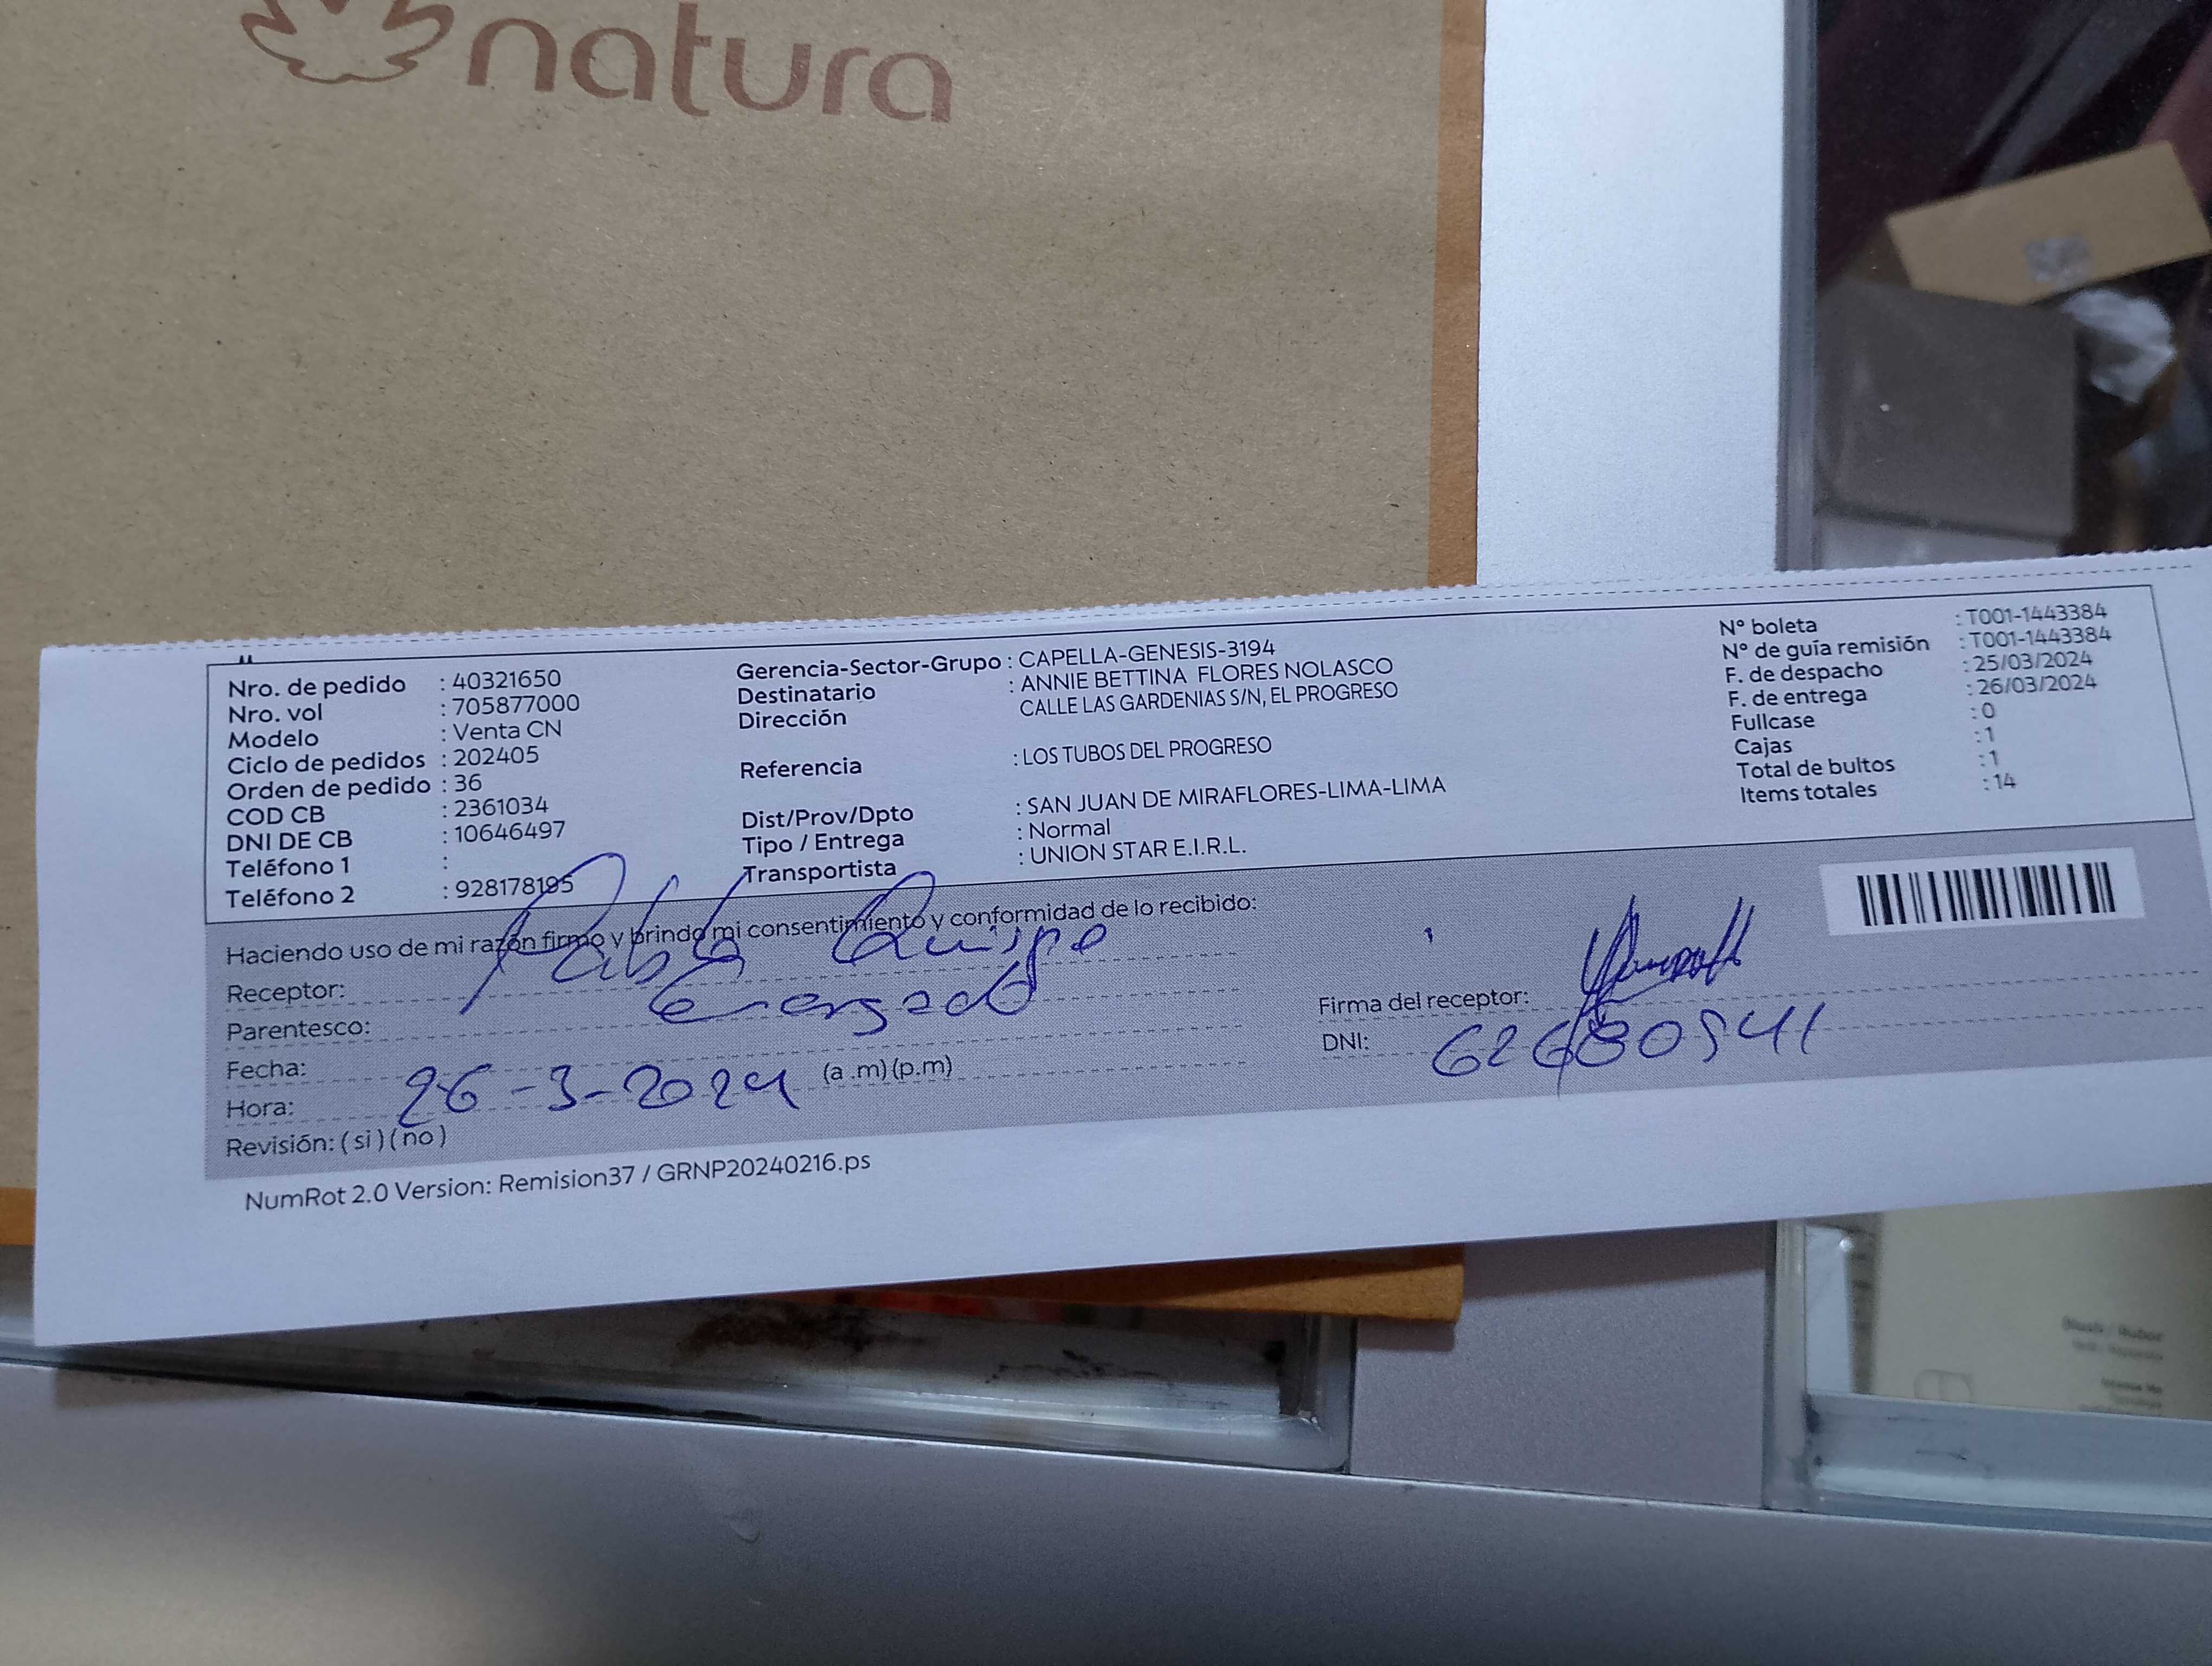 natura
Nro. de pedido : 40321650
Nro. vol : 705877000
Modelo : Venta CN
Ciclo de pedidos : 202405
Orden de pedido : 36
COD CB : 2361034
DNI DE CB : 10646497
Teléfono 1 :
Teléfono 2 : 928178195
Gerencia-Sector-Grupo : CAPELLA-GENESIS-3194
Destinatario : ANNIE BETTINA FLORES NOLASCO
Dirección CALLE LAS GARDENIAS S/N, EL PROGRESO
Referencia : LOS TUBOS DEL PROGRESO
Dist/Prov/Dpto : SAN JUAN DE MIRAFLORES-LIMA-LIMA
Tipo / Entrega : Normal
Transportista : UNION STAR E.I.R.L.
N° boleta : T001-1443384
N° de guía remisión : T001-1443384
F. de despacho : 25/03/2024
F. de entrega : 26/03/2024
Fullcase : 0
Cajas : 1
Total de bultos : 1
Items totales : 14
Haciendo uso de mi razón firmo y brindo mi consentimiento y conformidad de lo recibido:
Receptor: Pablo Quispe
Parentesco: Encargado
Fecha:
Hora: 26-3-2024 (a .m) (p.m)
Revisión: ( si ) ( no )
Firma del receptor:
DNI: 62680541
NumRot 2.0 Version: Remision37 / GRNP20240216.ps